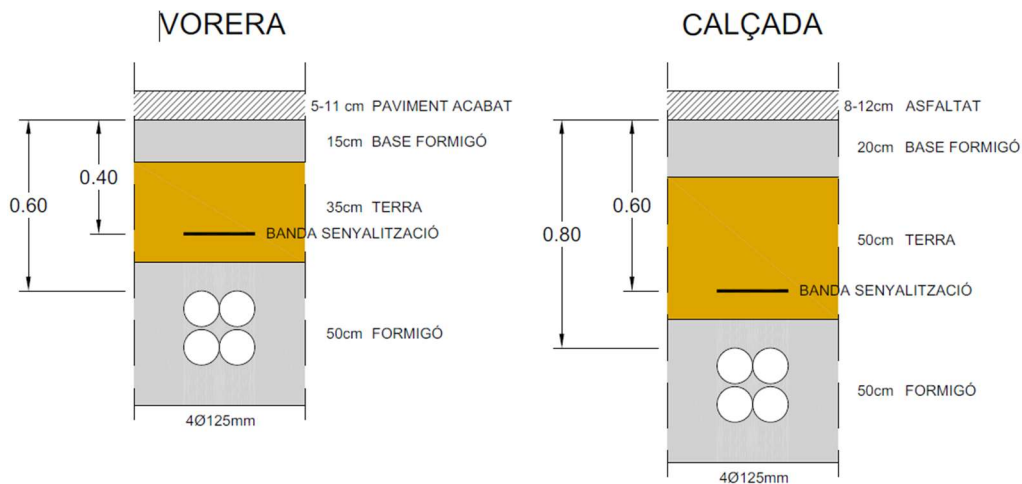 VORERA
5-11 cm PAVIMENT ACABAT
15cm BASE FORMIGÓ
0.40
0.60
35cm TERRA
BANDA SENYALITZACIÓ
50cm FORMIGÓ
4Ø125mm
CALÇADA
8-12cm ASFALTAT
20cm BASE FORMIGÓ
0.60
0.80
50cm TERRA
BANDA SENYALITZACIÓ
50cm FORMIGÓ
4Ø125mm